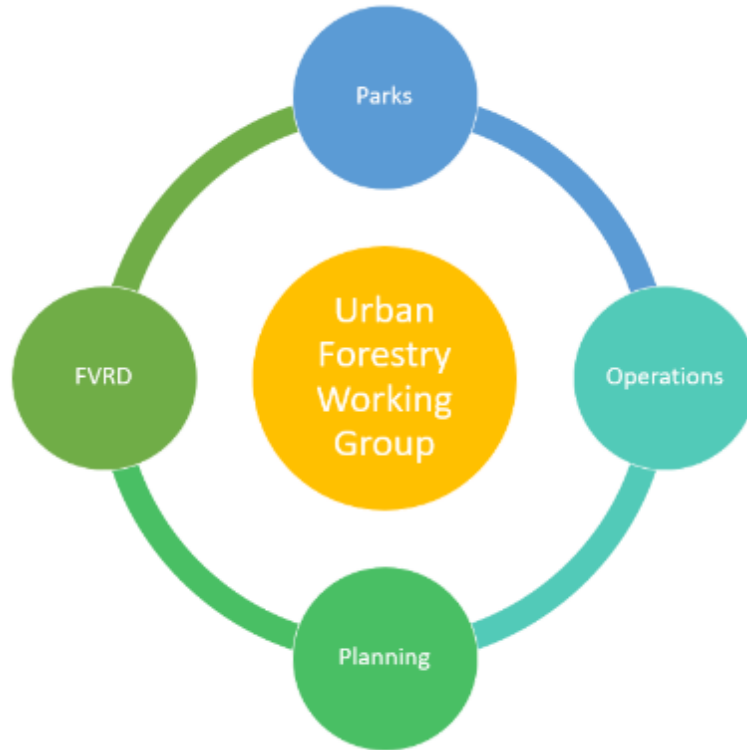 Parks
FVRD
Urban
Forestry
Working
Group
Operations
Planning